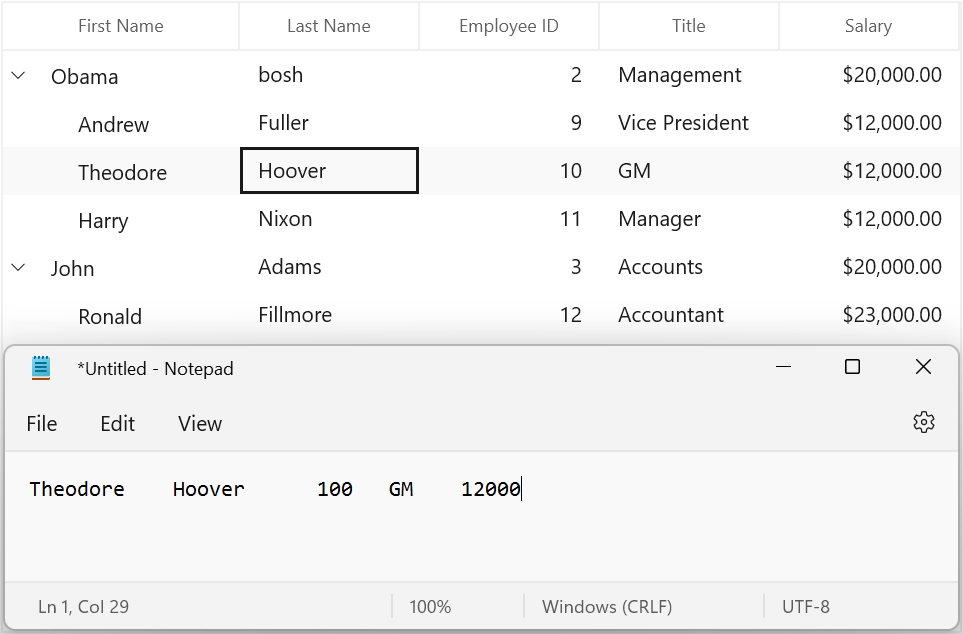 First Name Last Name Employee ID Title Salary
Obama bosh 2 Management $20,000.00
Andrew Fuller 9 Vice President $12,000.00
Theodore Hoover 10 GM $12,000.00
Harry Nixon 11 Manager $12,000.00
John Adams 3 Accounts $20,000.00
Ronald Fillmore 12 Accountant $23,000.00
*Untitled - Notepad
File Edit View
Theodore Hoover 100 GM 12000
Ln 1, Col 29 100% Windows (CRLF) UTF-8